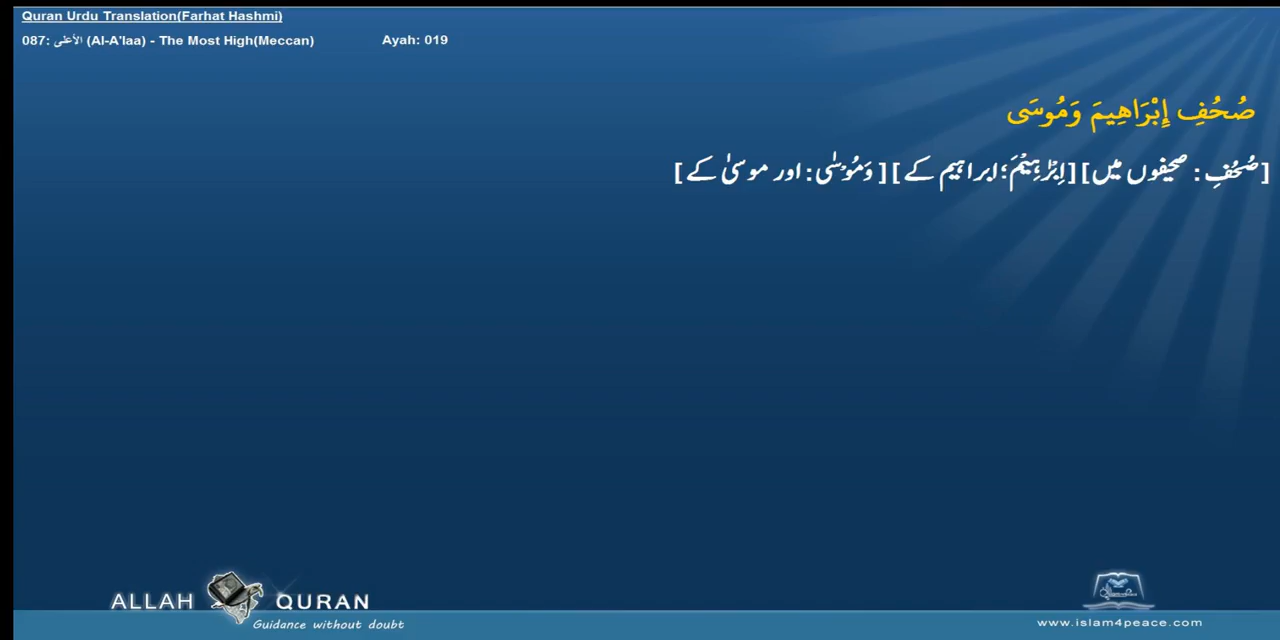 Quran Urdu Translation(Farhat Hashmi)
087: الأعلى (Al-A'laa) - The Most High(Meccan) Ayah: 019
صُحُفِ إِبْرَاهِيمَ وَمُوسَى
[صُحُفِ : صحیفوں میں] [اِبْرٰہِیْمَ؛ ابراہیم کے] [ وَمُوْسٰی: اور موسیٰ کے]
ALLAH QURAN
Guidance without doubt
www.islam4peace.com